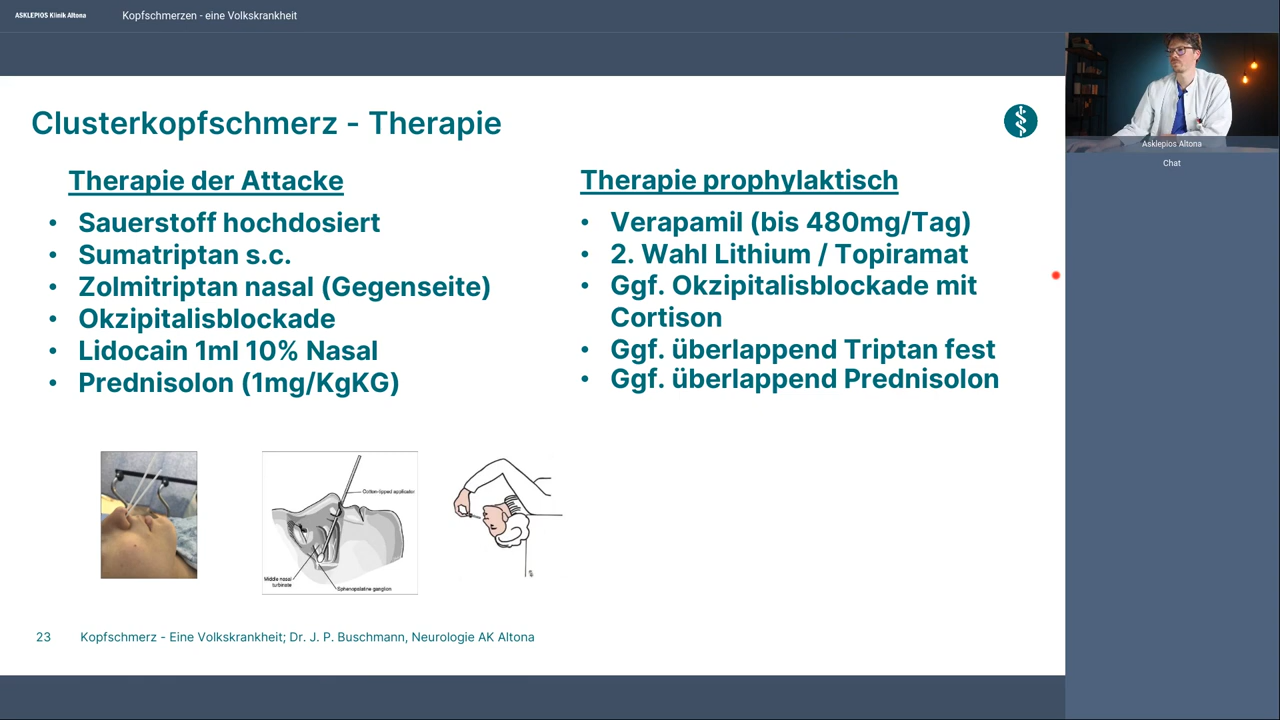 ASKLEPIOS Klinik Altona
Kopfschmerzen - eine Volkskrankheit
Clusterkopfschmerz - Therapie
Therapie der Attacke
• Sauerstoff hochdosiert
• Sumatriptan s.c.
• Zolmitriptan nasal (Gegenseite)
• Okzipitalisblockade
• Lidocain 1ml 10% Nasal
• Prednisolon (1mg/KgKG)
Therapie prophylaktisch
• Verapamil (bis 480mg/Tag)
• 2. Wahl Lithium / Topiramat
• Ggf. Okzipitalisblockade mit
Cortison
• Ggf. überlappend Triptan fest
• Ggf. überlappend Prednisolon
Cotton-tipped applicator
Middle nasal
turbinate
Sphenopalatine ganglion
23
Kopfschmerz - Eine Volkskrankheit; Dr. J. P. Buschmann, Neurologie AK Altona
Asklepios Altona
Chat